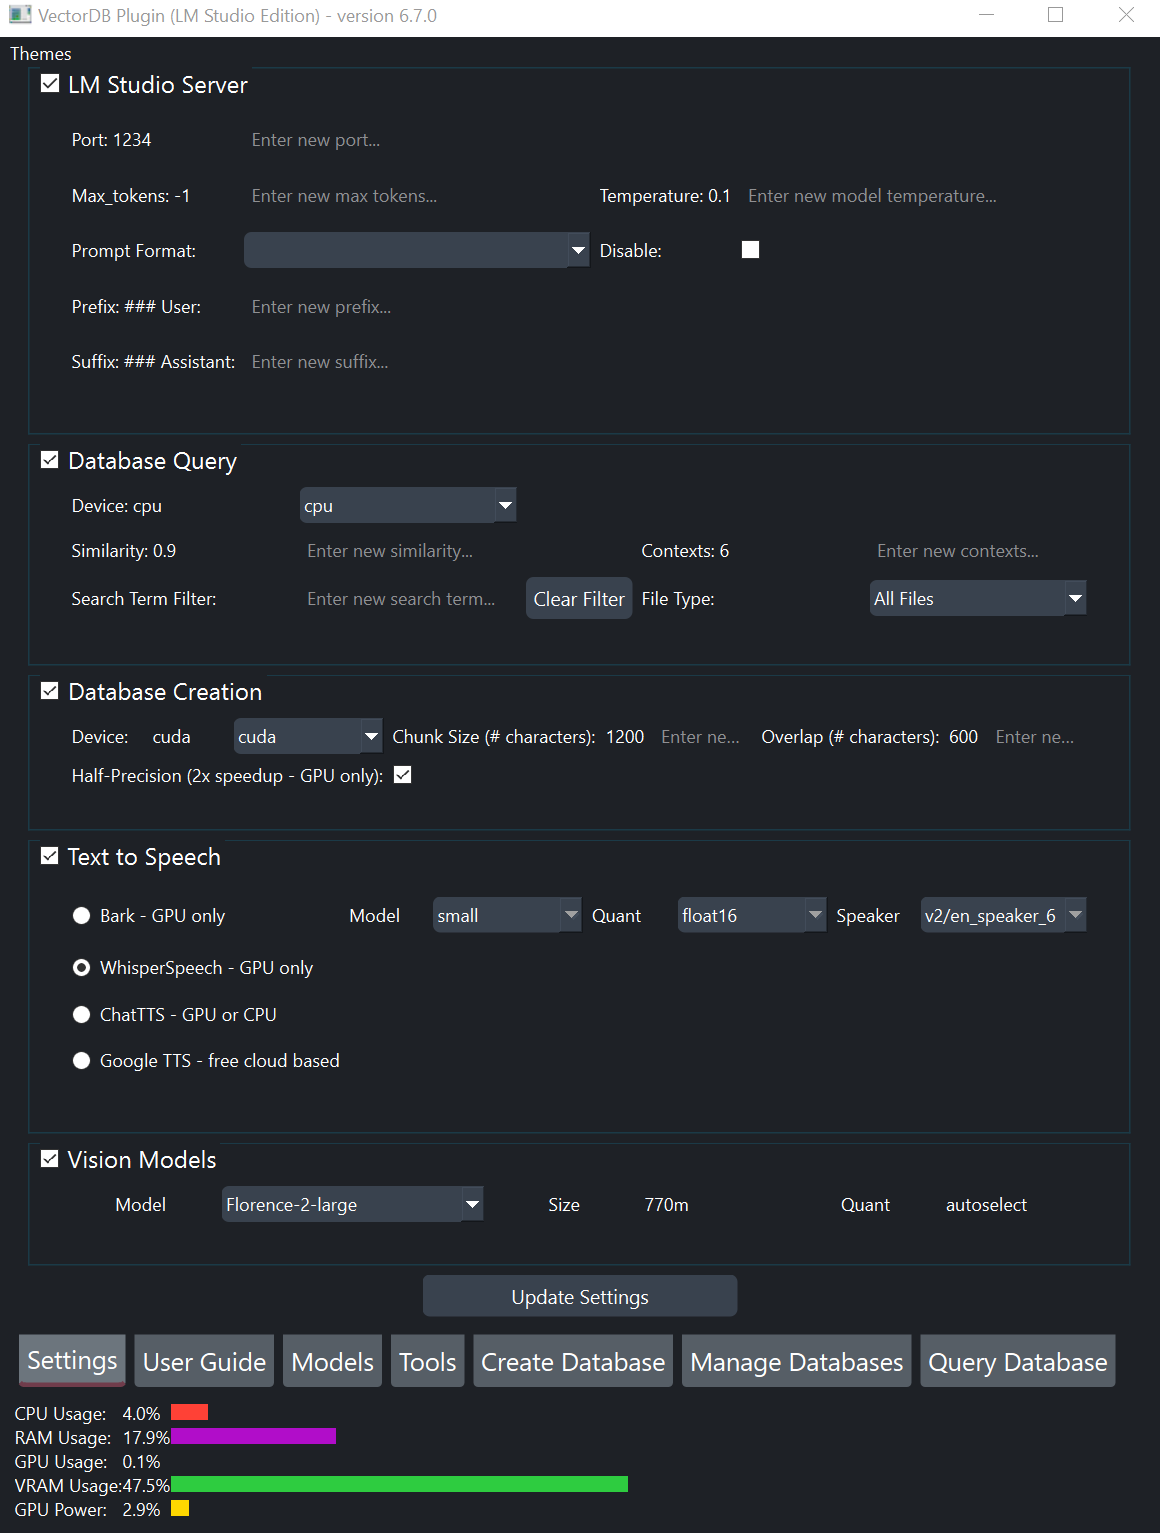 VectorDB Plugin (LM Studio Edition) - version 6.7.0
Themes
LM Studio Server
Port: 1234 Enter new port...
Max_tokens: -1 Enter new max tokens... Temperature: 0.1 Enter new model temperature...
Prompt Format: Disable:
Prefix: ### User: Enter new prefix...
Suffix: ### Assistant: Enter new suffix...
Database Query
Device: cpu cpu
Similarity: 0.9 Enter new similarity... Contexts: 6 Enter new contexts...
Search Term Filter: Enter new search term... Clear Filter File Type: All Files
Database Creation
Device: cuda cuda Chunk Size (# characters): 1200 Enter ne... Overlap (# characters): 600 Enter ne...
Half-Precision (2x speedup - GPU only):
Text to Speech
Bark - GPU only Model small Quant float16 Speaker v2/en_speaker_6
WhisperSpeech - GPU only
ChatTTS - GPU or CPU
Google TTS - free cloud based
Vision Models
Model Florence-2-large Size 770m Quant autoselect
Update Settings
Settings User Guide Models Tools Create Database Manage Databases Query Database
CPU Usage: 4.0%
RAM Usage: 17.9%
GPU Usage: 0.1%
VRAM Usage:47.5%
GPU Power: 2.9%